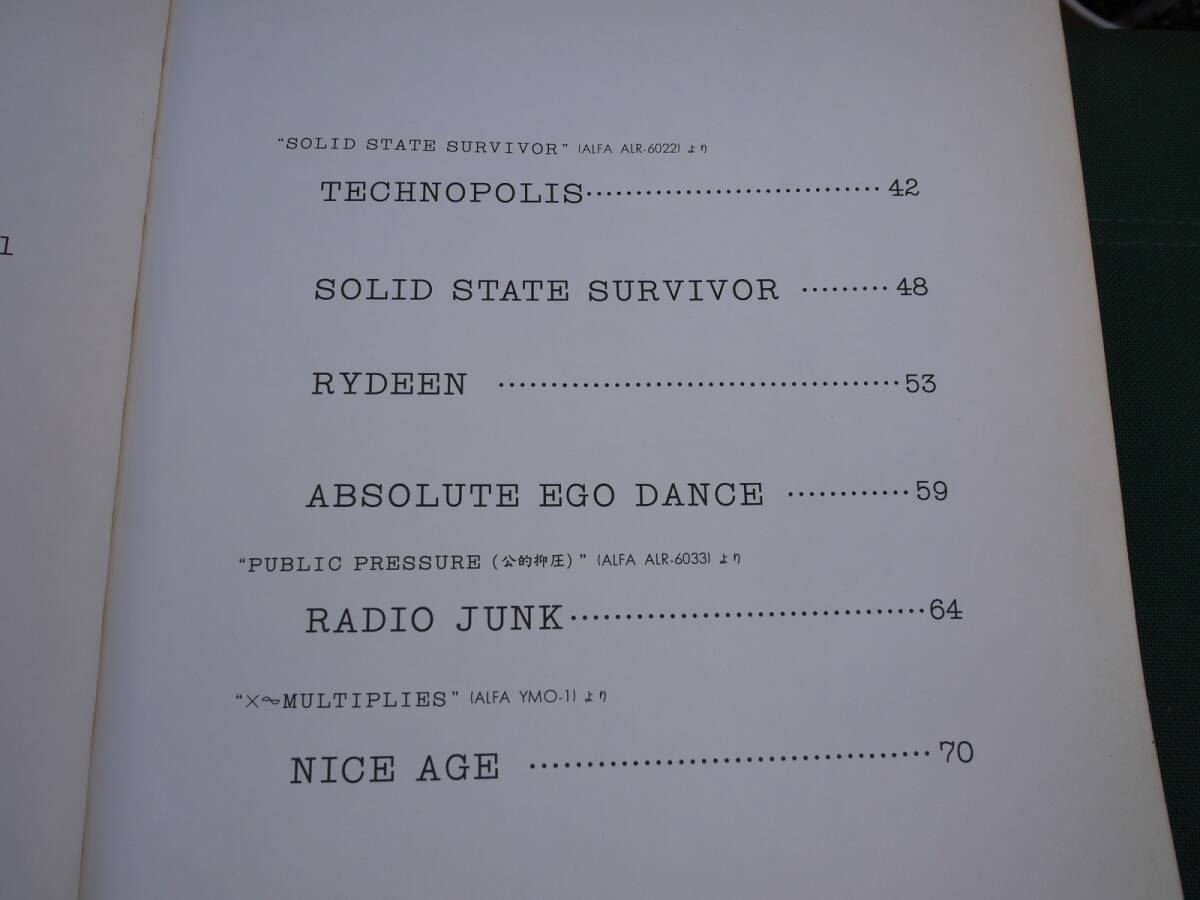 1
“SOLID STATE SURVIVOR” (ALFA ALR-6022) より
TECHNOPOLIS······························ 42
SOLID STATE SURVIVOR ········· 48
RYDEEN ·······································53
ABSOLUTE EGO DANCE ············59
“PUBLIC PRESSURE (公的抑圧)” (ALFA ALR-6033) より
RADIO JUNK·································64
“×∼MULTIPLIES” (ALFA YMO-1) より
NICE AGE ····································70